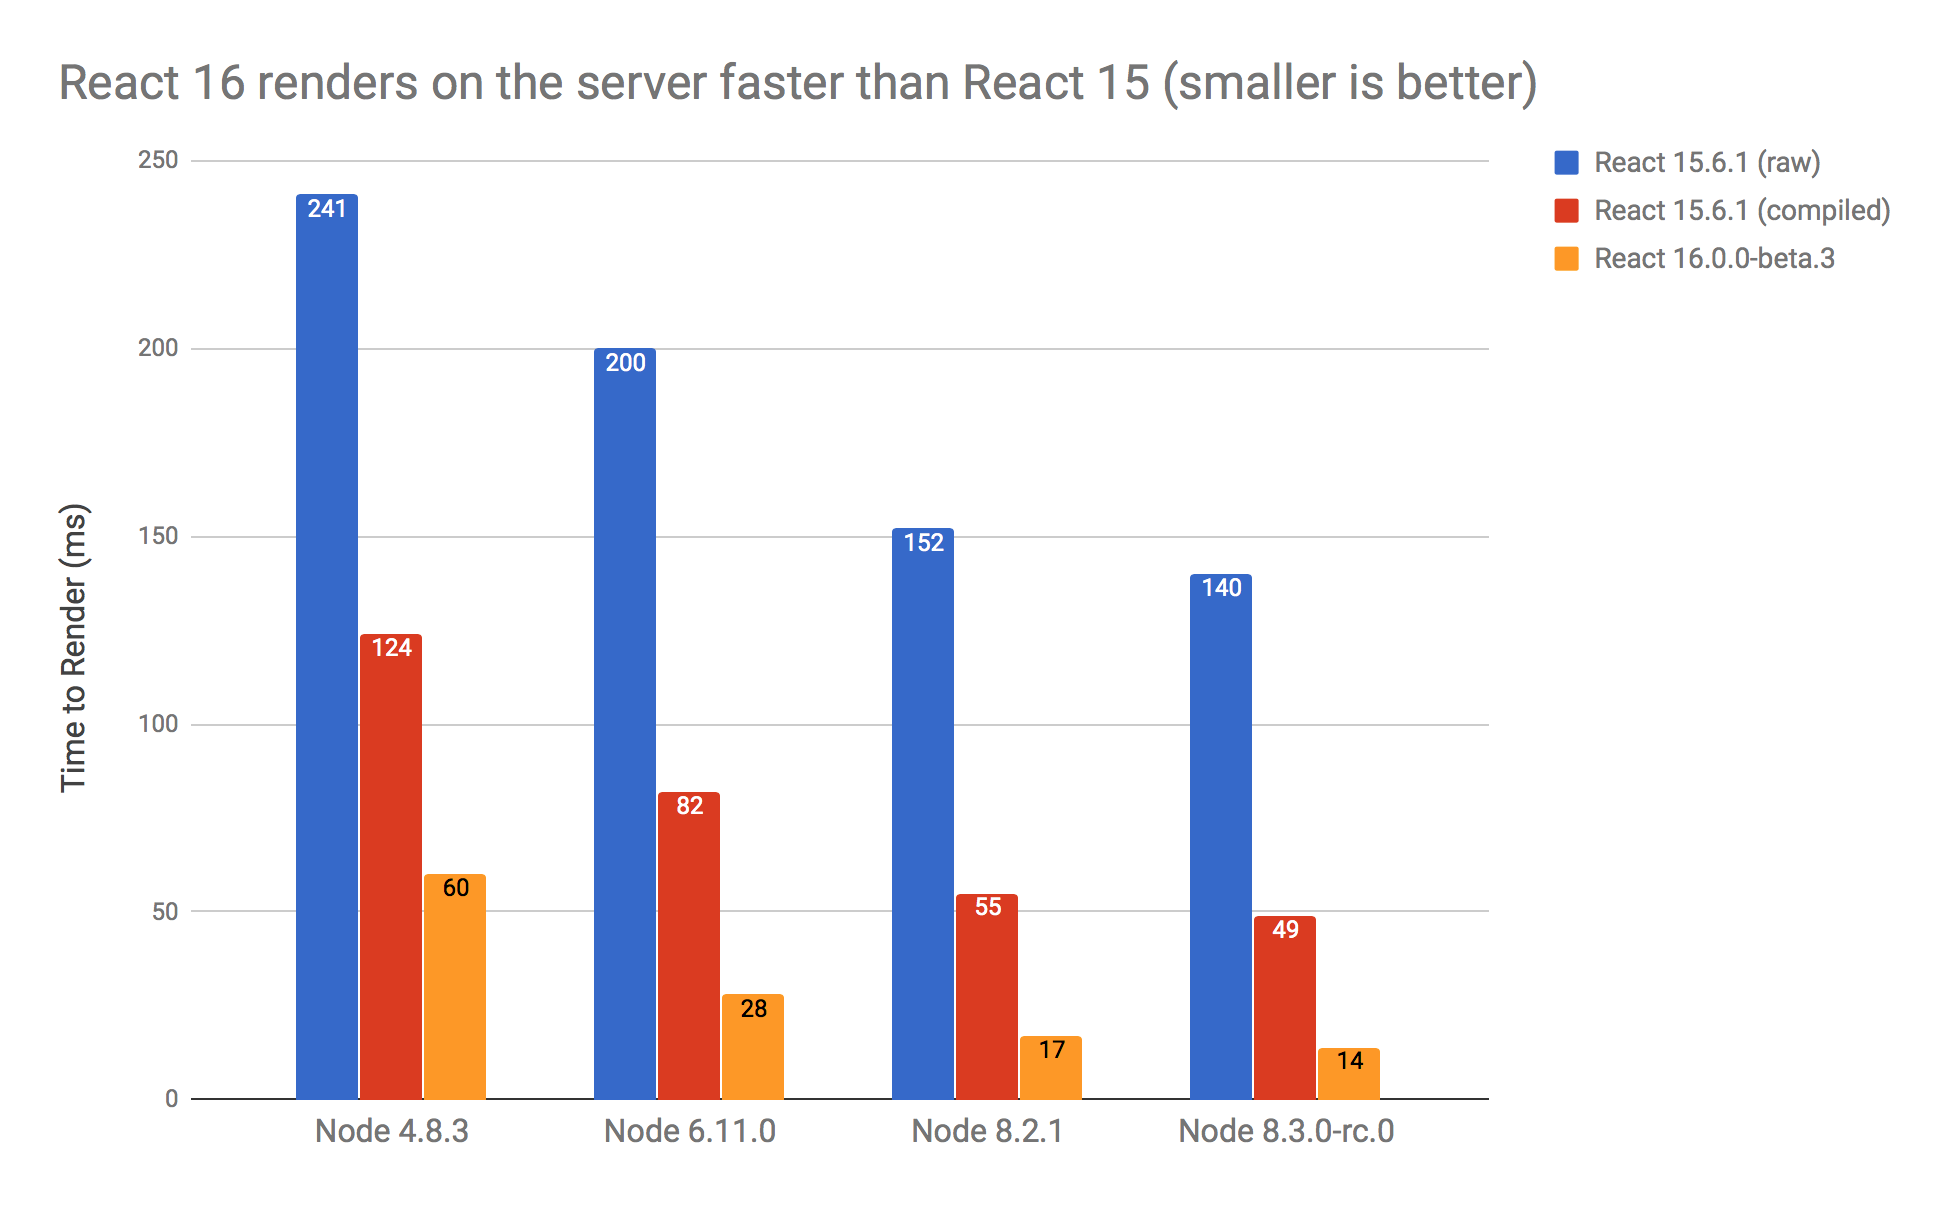 React 16 renders on the server faster than React 15 (smaller is better)
React 15.6.1 (raw)
React 15.6.1 (compiled)
React 16.0.0-beta.3
Time to Render (ms)
250
200
150
100
50
0
241
124
60
200
82
28
152
55
17
140
49
14
Node 4.8.3
Node 6.11.0
Node 8.2.1
Node 8.3.0-rc.0